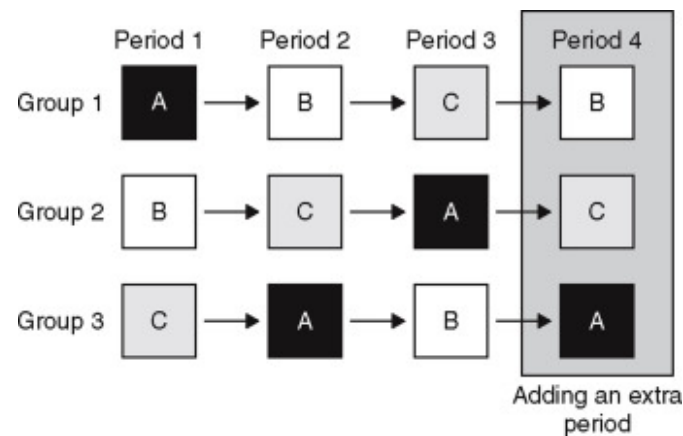 Period 1 Period 2 Period 3 Period 4
Group 1 A B C B
Group 2 B C A C
Group 3 C A B A
Adding an extra
period